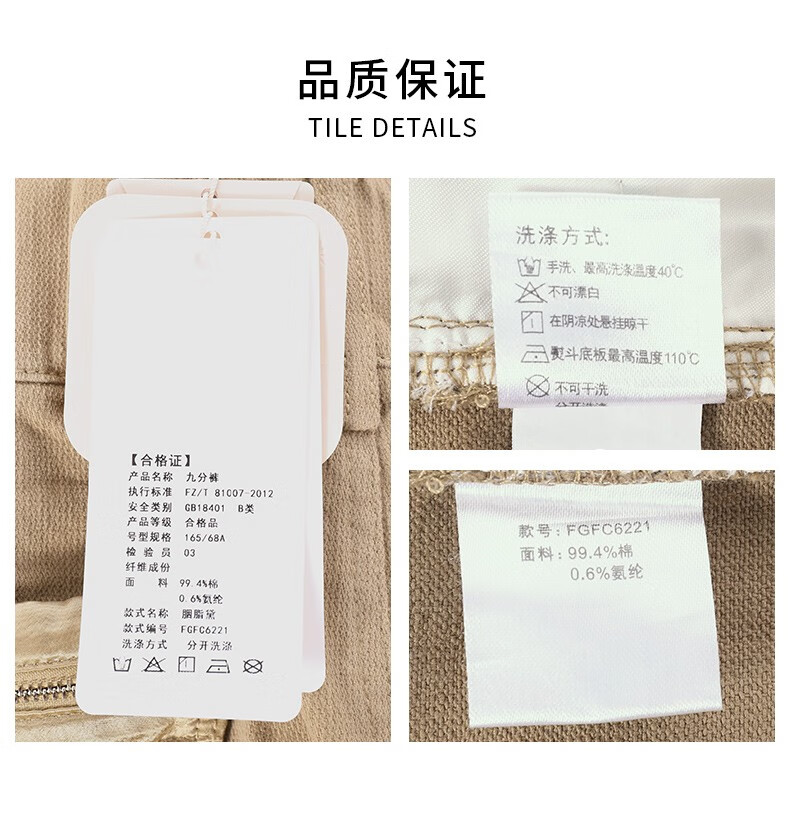 品质保证
TILE DETAILS
【合格证】
产品名称 九分裤
执行标准 FZ/T 81007-2012
安全类别 GB18401 B类
产品等级 合格品
号型规格 165/68A
检验员 03
纤维成份
面 料 99.4%棉
0.6%氨纶
款式名称 胭脂黛
款式编号 FGFC6221
洗涤方式 分开洗涤
洗涤方式:
手洗、最高洗涤温度40℃
不可漂白
在阴凉处悬挂晾干
熨斗底板最高温度110℃
不可干洗
分开洗涤
款号: FGFC6221
面料: 99.4%棉
0.6%氨纶